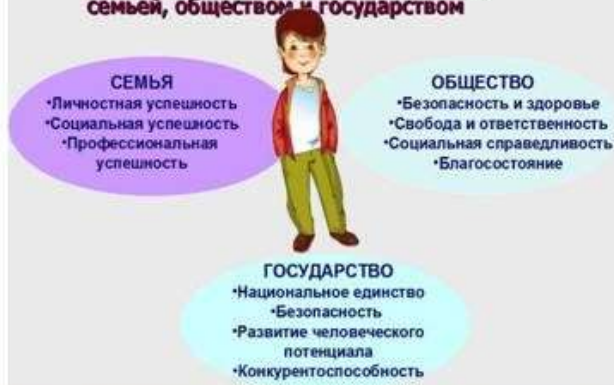 семьей, обществом и государством
СЕМЬЯ
•Личностная успешность
•Социальная успешность
•Профессиональная
успешность
ОБЩЕСТВО
•Безопасность и здоровье
•Свобода и ответственность
•Социальная справедливость
•Благосостояние
ГОСУДАРСТВО
•Национальное единство
•Безопасность
•Развитие человеческого
потенциала
•Конкурентоспособность